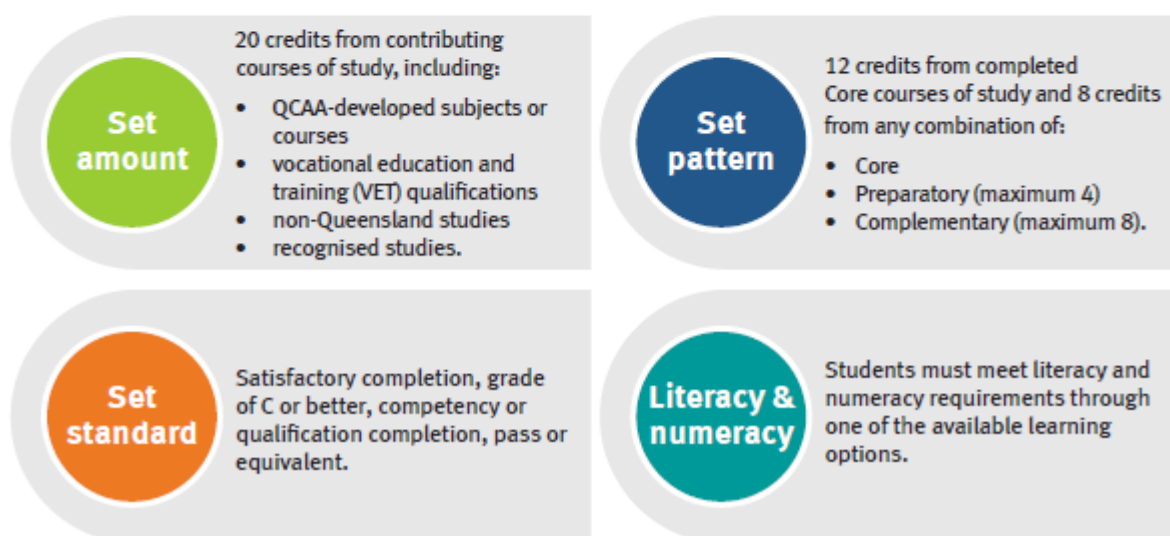 Set
amount
20 credits from contributing
courses of study, including:
• QCAA-developed subjects or
courses
• vocational education and
training (VET) qualifications
• non-Queensland studies
• recognised studies.
Set
pattern
12 credits from completed
Core courses of study and 8 credits
from any combination of:
• Core
• Preparatory (maximum 4)
• Complementary (maximum 8).
Set
standard
Satisfactory completion, grade
of C or better, competency or
qualification completion, pass or
equivalent.
Literacy &
numeracy
Students must meet literacy and
numeracy requirements through
one of the available learning
options.